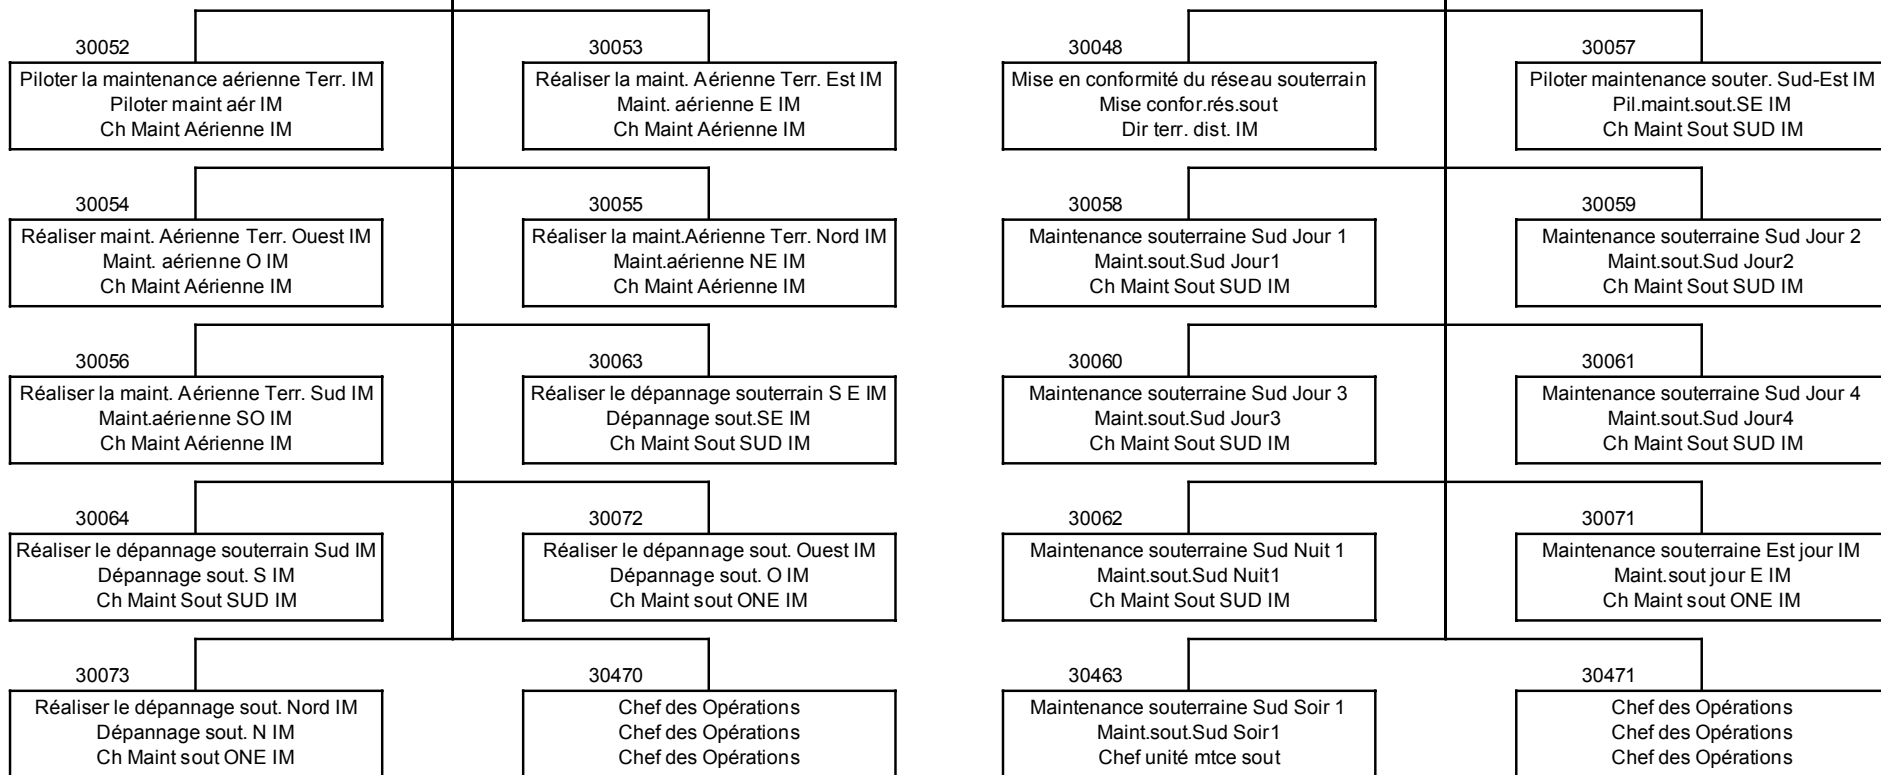 30052
Piloter la maintenance aérienne Terr. IM
Piloter maint aér IM
Ch Maint Aérienne IM
30053
Réaliser la maint. Aérienne Terr. Est IM
Maint. aérienne E IM
Ch Maint Aérienne IM
30054
Réaliser maint. Aérienne Terr. Ouest IM
Maint. aérienne O IM
Ch Maint Aérienne IM
30055
Réaliser la maint.Aérienne Terr. Nord IM
Maint.aérienne NE IM
Ch Maint Aérienne IM
30056
Réaliser la maint. Aérienne Terr. Sud IM
Maint.aérienne SO IM
Ch Maint Aérienne IM
30063
Réaliser le dépannage souterrain S E IM
Dépannage sout.SE IM
Ch Maint Sout SUD IM
30064
Réaliser le dépannage souterrain Sud IM
Dépannage sout. S IM
Ch Maint Sout SUD IM
30072
Réaliser le dépannage sout. Ouest IM
Dépannage sout. O IM
Ch Maint sout ONE IM
30073
Réaliser le dépannage sout. Nord IM
Dépannage sout. N IM
Ch Maint sout ONE IM
30470
Chef des Opérations
Chef des Opérations
Chef des Opérations
30048
Mise en conformité du réseau souterrain
Mise confor.rés.sout
Dir terr. dist. IM
30057
Piloter maintenance souter. Sud-Est IM
Pil.maint.sout.SE IM
Ch Maint Sout SUD IM
30058
Maintenance souterraine Sud Jour 1
Maint.sout.Sud Jour1
Ch Maint Sout SUD IM
30059
Maintenance souterraine Sud Jour 2
Maint.sout.Sud Jour2
Ch Maint Sout SUD IM
30060
Maintenance souterraine Sud Jour 3
Maint.sout.Sud Jour3
Ch Maint Sout SUD IM
30061
Maintenance souterraine Sud Jour 4
Maint.sout.Sud Jour4
Ch Maint Sout SUD IM
30062
Maintenance souterraine Sud Nuit 1
Maint.sout.Sud Nuit1
Ch Maint Sout SUD IM
30071
Maintenance souterraine Est jour IM
Maint.sout jour E IM
Ch Maint sout ONE IM
30463
Maintenance souterraine Sud Soir 1
Maint.sout.Sud Soir1
Chef unité mtce sout
30471
Chef des Opérations
Chef des Opérations
Chef des Opérations